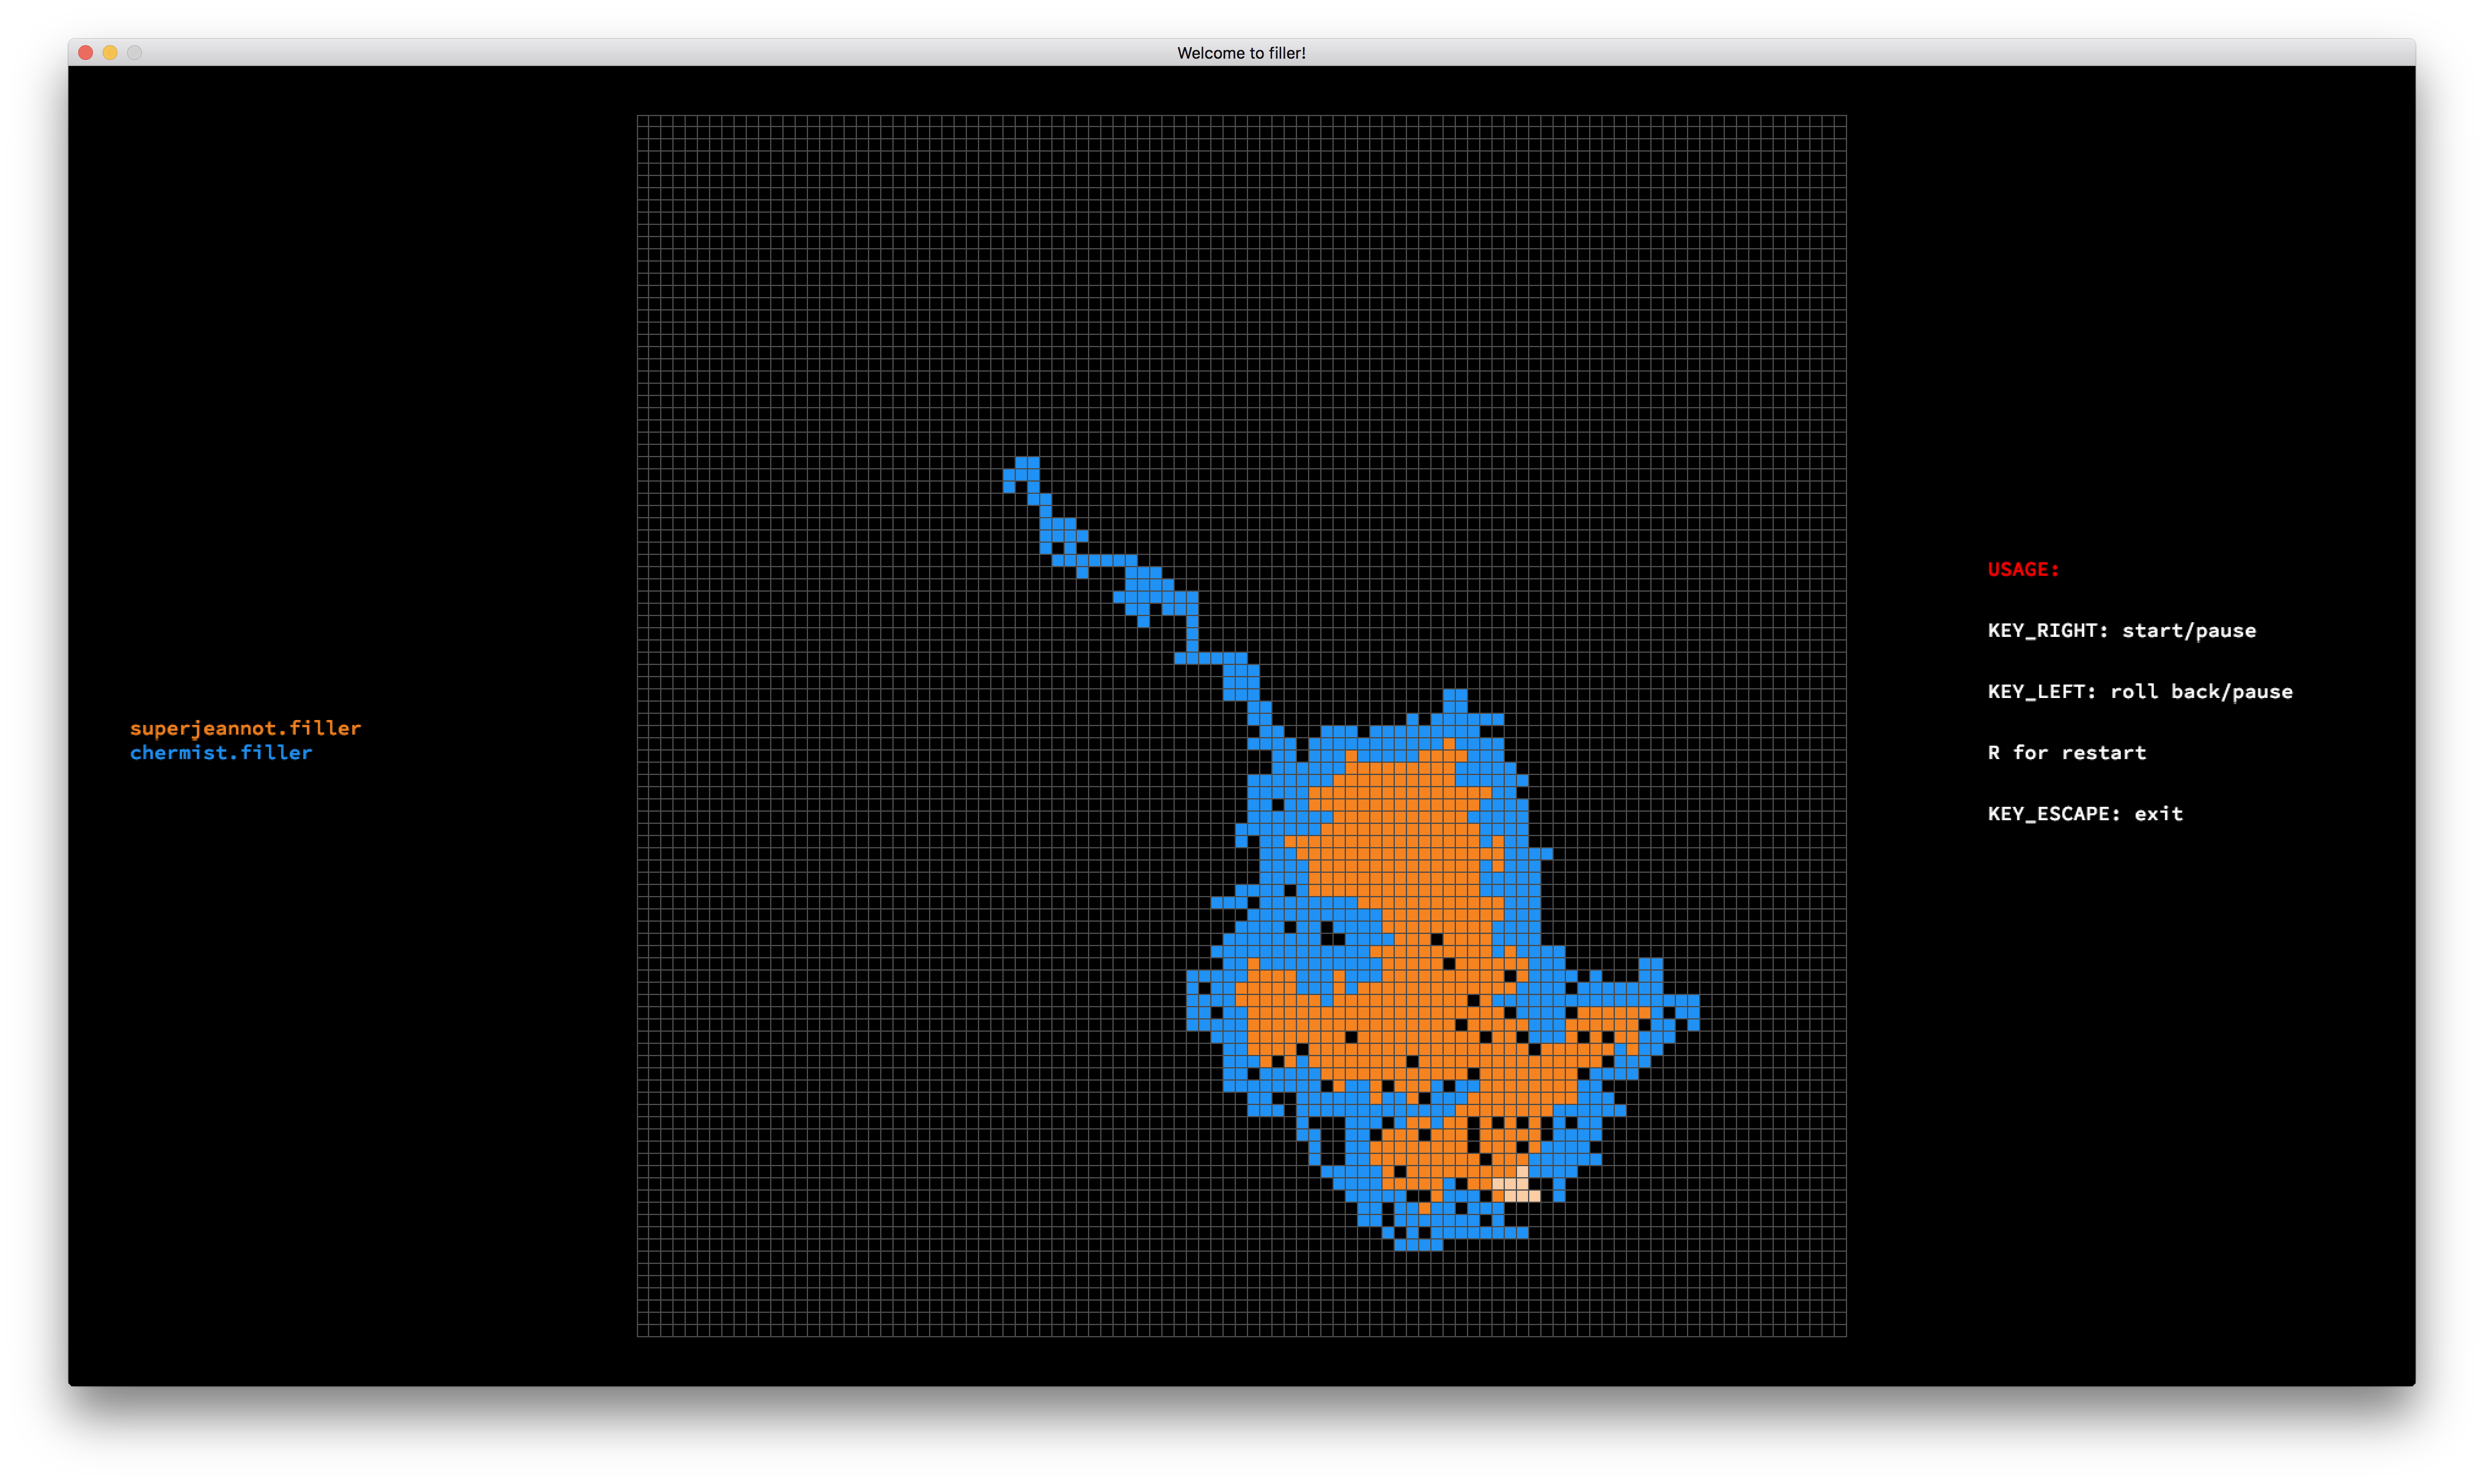 Welcome to filler!
superjeannot.filler
chermist.filler
USAGE:
KEY_RIGHT: start/pause
KEY_LEFT: roll back/pause
R for restart
KEY_ESCAPE: exit